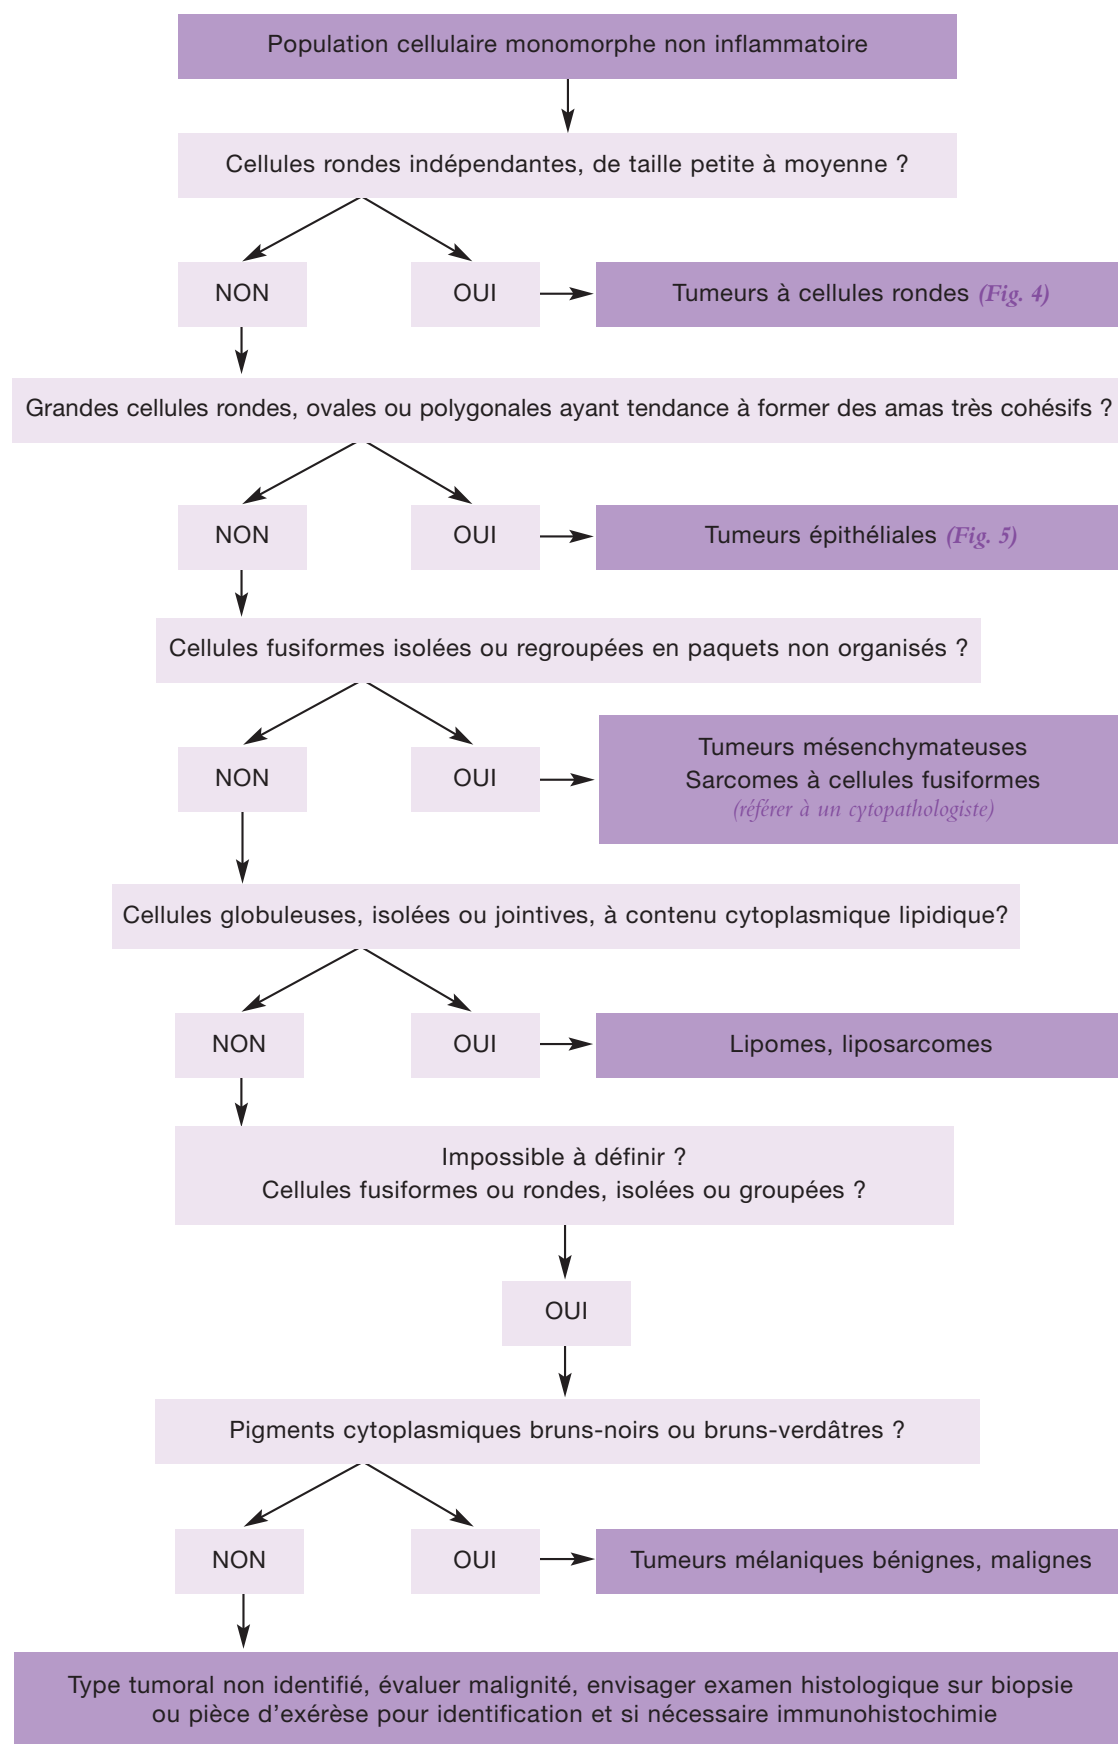 Population cellulaire monomorphe non inflammatoire
Cellules rondes indépendantes, de taille petite à moyenne ?
NON
OUI
Tumeurs à cellules rondes (Fig. 4)
Grandes cellules rondes, ovales ou polygonales ayant tendance à former des amas très cohésifs ?
NON
OUI
Tumeurs épithéliales (Fig. 5)
Cellules fusiformes isolées ou regroupées en paquets non organisés ?
NON
OUI
Tumeurs mésenchymateuses
Sarcomes à cellules fusiformes
(référer à un cytopathologiste)
Cellules globuleuses, isolées ou jointives, à contenu cytoplasmique lipidique?
NON
OUI
Lipomes, liposarcomes
Impossible à définir ?
Cellules fusiformes ou rondes, isolées ou groupées ?
OUI
Pigments cytoplasmiques bruns-noirs ou bruns-verdâtres ?
NON
OUI
Tumeurs mélaniques bénignes, malignes
Type tumoral non identifié, évaluer malignité, envisager examen histologique sur biopsie
ou pièce d'exérèse pour identification et si nécessaire immunohistochimie